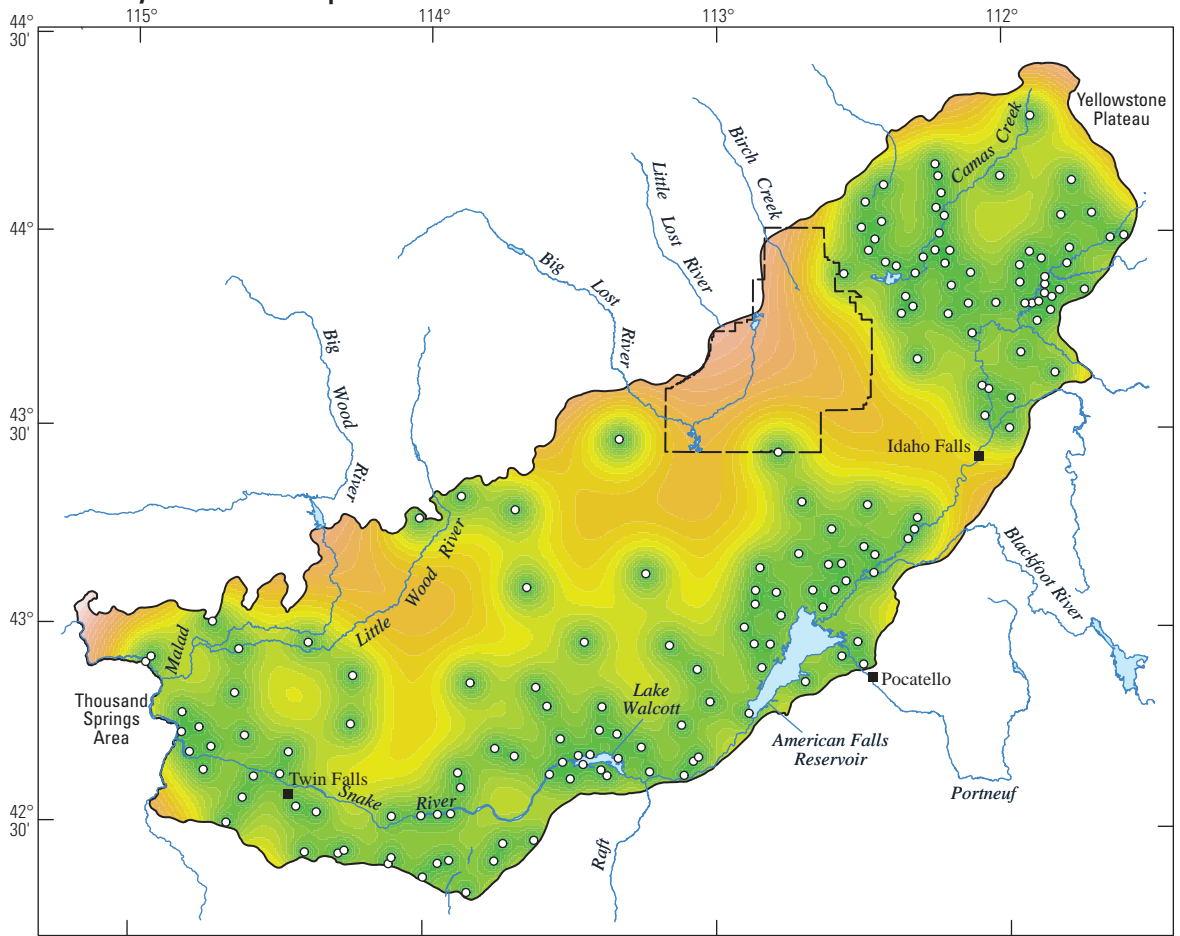 115°
114°
113°
112°
44°
30'
44°
43°
30'
43°
42°
30'
Yellowstone
Plateau
Camas Creek
Birch Creek
Little Lost River
Big Lost River
Big Wood River
Little Wood River
Malad
Idaho Falls
Blackfoot River
Pocatello
Thousand
Springs
Area
Lake
Walcott
American Falls
Reservoir
Portneuf
Twin Falls
Snake River
Raft